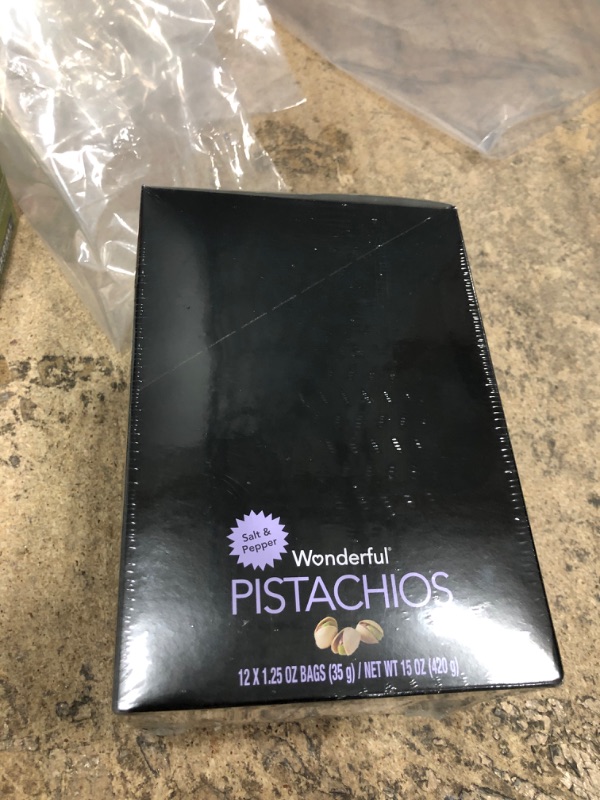 Salt &
Pepper
Wonderful®
PISTACHIOS
12 X 1.25 OZ BAGS (35 g) / NET WT 15 OZ (420 g)